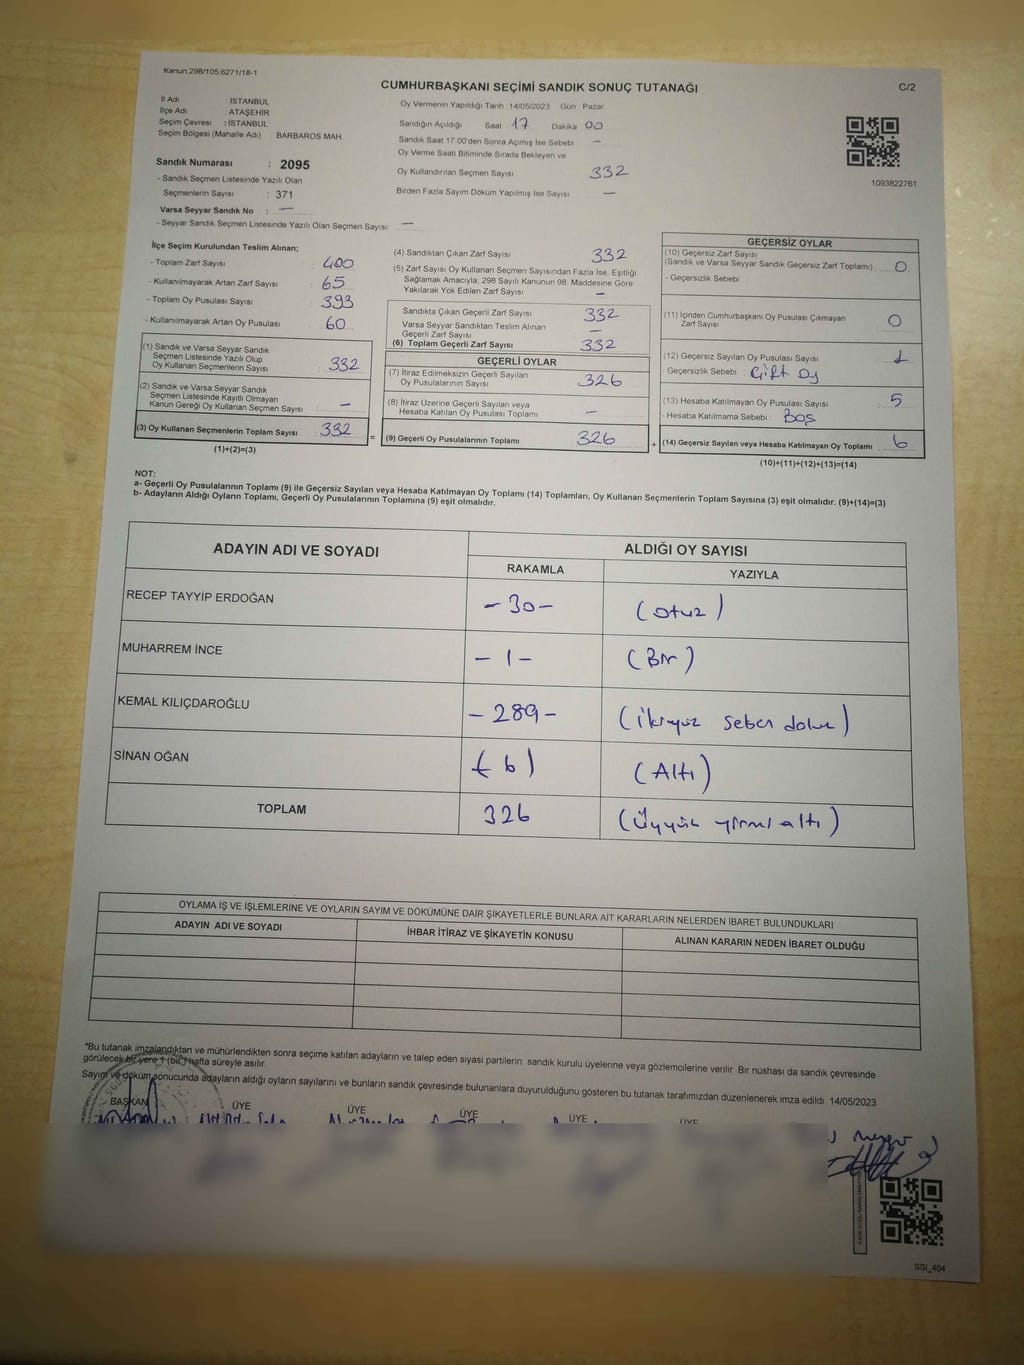 Kanun,298/105,6271/18-1
CUMHURBAŞKANI SEÇİMİ SANDIK SONUÇ TUTANAĞI
C/2
İl Adı İSTANBUL
İlçe Adı ATAŞEHİR
Seçim Çevresi : İSTANBUL
Seçim Bölgesi (Mahalle Adı) BARBAROS MAH.
Oy Vermenin Yapıldığı Tarih 14/05/2023 Gün Pazar
Sandığın Açıldığı Saat 17 Dakika 00
Sandık Saat 17.00'den Sonra Açımış İse Sebebi —
Oy Verme Saati Bitiminde Sırada Bekleyen ve
Oy Kullandırılan Seçmen Sayısı 332
Birden Fazla Sayım Döküm Yapılmış İse Sayısı —
1093822761
Sandık Numarası : 2095
- Sandık Seçmen Listesinde Yazılı Olan
Seçmenlerin Sayısı : 371
Varsa Seyyar Sandık No : —
- Seyyar Sandık Seçmen Listesinde Yazılı Olan Seçmen Sayısı: —
İlçe Seçim Kurulundan Teslim Alınan;
- Toplam Zarf Sayısı 400
- Kullanılmayarak Artan Zarf Sayısı 65
- Toplam Oy Pusulası Sayısı 393
- Kullanılmayarak Artan Oy Pusulası 60
(1) Sandık ve Varsa Seyyar Sandık
Seçmen Listesinde Yazılı Olup
Oy Kullanan Seçmenlerin Sayısı 332
(2) Sandık ve Varsa Seyyar Sandık
Seçmen Listesinde Kayıtlı Olmayan
Kanun Gereği Oy Kullanan Seçmen Sayısı —
(3) Oy Kullanan Seçmenlerin Toplam Sayısı 332
(1)+(2)=(3)
(4) Sandıktan Çıkan Zarf Sayısı 332
(5) Zarf Sayısı Oy Kullanan Seçmen Sayısından Fazla İse, Eşitliği
Sağlamak Amacıyla, 298 Sayılı Kanunun 98. Maddesine Göre
Yakılarak Yok Edilen Zarf Sayısı —
Sandıkta Çıkan Geçerli Zarf Sayısı 332
Varsa Seyyar Sandıktan Teslim Alınan
Geçerli Zarf Sayısı —
(6) Toplam Geçerli Zarf Sayısı 332
GEÇERLİ OYLAR
(7) İtiraz Edilmeksizin Geçerli Sayılan
Oy Pusulalarının Sayısı 326
(8) İtiraz Üzerine Geçerli Sayılan veya
Hesaba Katılan Oy Pusulası Toplamı —
= (9) Geçerli Oy Pusulalarının Toplamı 326 +
GEÇERSİZ OYLAR
(10) Geçersiz Zarf Sayısı
(Sandık ve Varsa Seyyar Sandık Geçersiz Zarf Toplamı) 0
- Geçersizlik Sebebi
(11) İçinden Cumhurbaşkanı Oy Pusulası Çıkmayan
Zarf Sayısı 0
(12) Geçersiz Sayılan Oy Pusulası Sayısı 1
- Geçersizlik Sebebi Çift Oy
(13) Hesaba Katılmayan Oy Pusulası Sayısı 5
- Hesaba Katılmama Sebebi Boş
(14) Geçersiz Sayılan veya Hesaba Katılmayan Oy Toplamı 6
(10)+(11)+(12)+(13)=(14)
NOT:
a- Geçerli Oy Pusulalarının Toplamı (9) ile Geçersiz Sayılan veya Hesaba Katılmayan Oy Toplamı (14) Toplamları, Oy Kullanan Seçmenlerin Toplam Sayısına (3) eşit olmalıdır. (9)+(14)=(3)
b- Adayların Aldığı Oyların Toplamı, Geçerli Oy Pusulalarının Toplamına (9) eşit olmalıdır.
ADAYIN ADI VE SOYADI
ALDIĞI OY SAYISI
RAKAMLA YAZIYLA
RECEP TAYYİP ERDOĞAN -30- (otuz)
MUHARREM İNCE -1- (Bir)
KEMAL KILIÇDAROĞLU -289- (ikiyüz seksen dokuz)
SİNAN OĞAN (6) (Altı)
TOPLAM 326 (Üçyüz yirmi altı)
OYLAMA İŞ VE İŞLEMLERİNE VE OYLARIN SAYIM VE DÖKÜMÜNE DAİR ŞİKAYETLERLE BUNLARA AİT KARARLARIN NELERDEN İBARET BULUNDUKLARI
ADAYIN ADI VE SOYADI İHBAR İTİRAZ VE ŞİKAYETİN KONUSU ALINAN KARARIN NEDEN İBARET OLDUĞU
*Bu tutanak imzalandıktan ve mühürlendikten sonra seçime katılan adayların ve talep eden siyasi partilerin sandık kurulu üyelerine veya gözlemcilerine verilir. Bir nüshası da sandık çevresinde
görülecek bir yere 1 (bir) hafta süreyle asılır.
Sayım ve döküm sonucunda adayların aldığı oyların sayılarını ve bunların sandık çevresinde bulunanlara duyurulduğunu gösteren bu tutanak tarafımızdan düzenlenerek imza edildi. 14/05/2023
BAŞKAN ÜYE ÜYE ÜYE ÜYE ÜYE
SSI_404